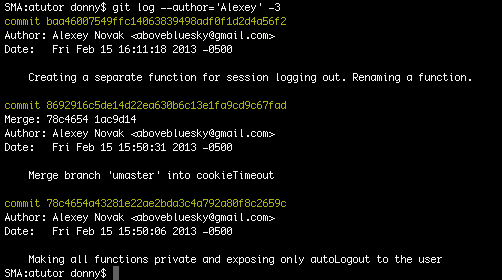 SMA:atutor donny$ git log --author='Alexey' -3
commit baa46007549ffc14063839498adf0f1d2d4a56f2
Author: Alexey Novak <abovebluesky@gmail.com>
Date:   Fri Feb 15 16:11:18 2013 -0500

    Creating a separate function for session logging out. Renaming a function.

commit 8692916c5de14d22ea630b6c13e1fa9cd9c67fad
Merge: 78c4654 1ac9d14
Author: Alexey Novak <abovebluesky@gmail.com>
Date:   Fri Feb 15 15:50:31 2013 -0500

    Merge branch 'umaster' into cookieTimeout

commit 78c4654a43281e22ae2bda3c4a792a80f8c2659c
Author: Alexey Novak <abovebluesky@gmail.com>
Date:   Fri Feb 15 15:50:06 2013 -0500

    Making all functions private and exposing only autoLogout to the user
SMA:atutor donny$